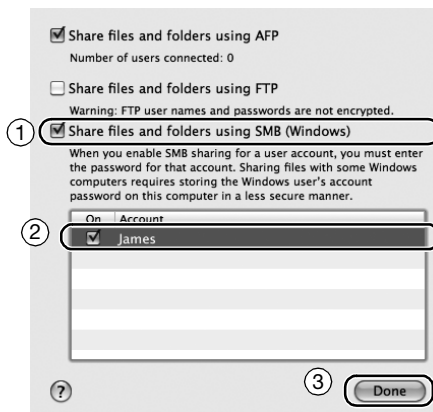 Share files and folders using AFP
Number of users connected: 0
Share files and folders using FTP
Warning: FTP user names and passwords are not encrypted.
1 Share files and folders using SMB (Windows)
When you enable SMB sharing for a user account, you must enter
the password for that account. Sharing files with some Windows
computers requires storing the Windows user's account
password on this computer in a less secure manner.
On Account
2 James
3
? Done